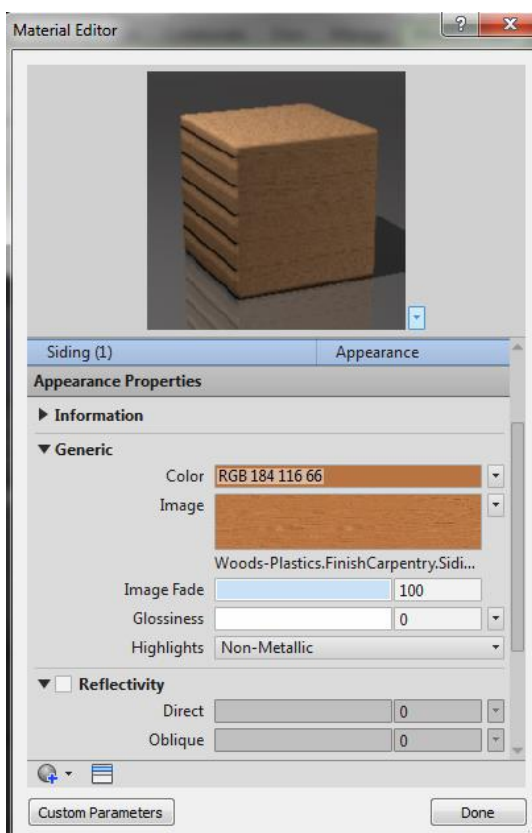 Material Editor
?
Siding (1) Appearance
Appearance Properties
Information
Generic
Color RGB 184 116 66
Image
Woods-Plastics.FinishCarpentry.Sidi...
Image Fade 100
Glossiness 0
Highlights Non-Metallic
Reflectivity
Direct 0
Oblique 0
Custom Parameters Done